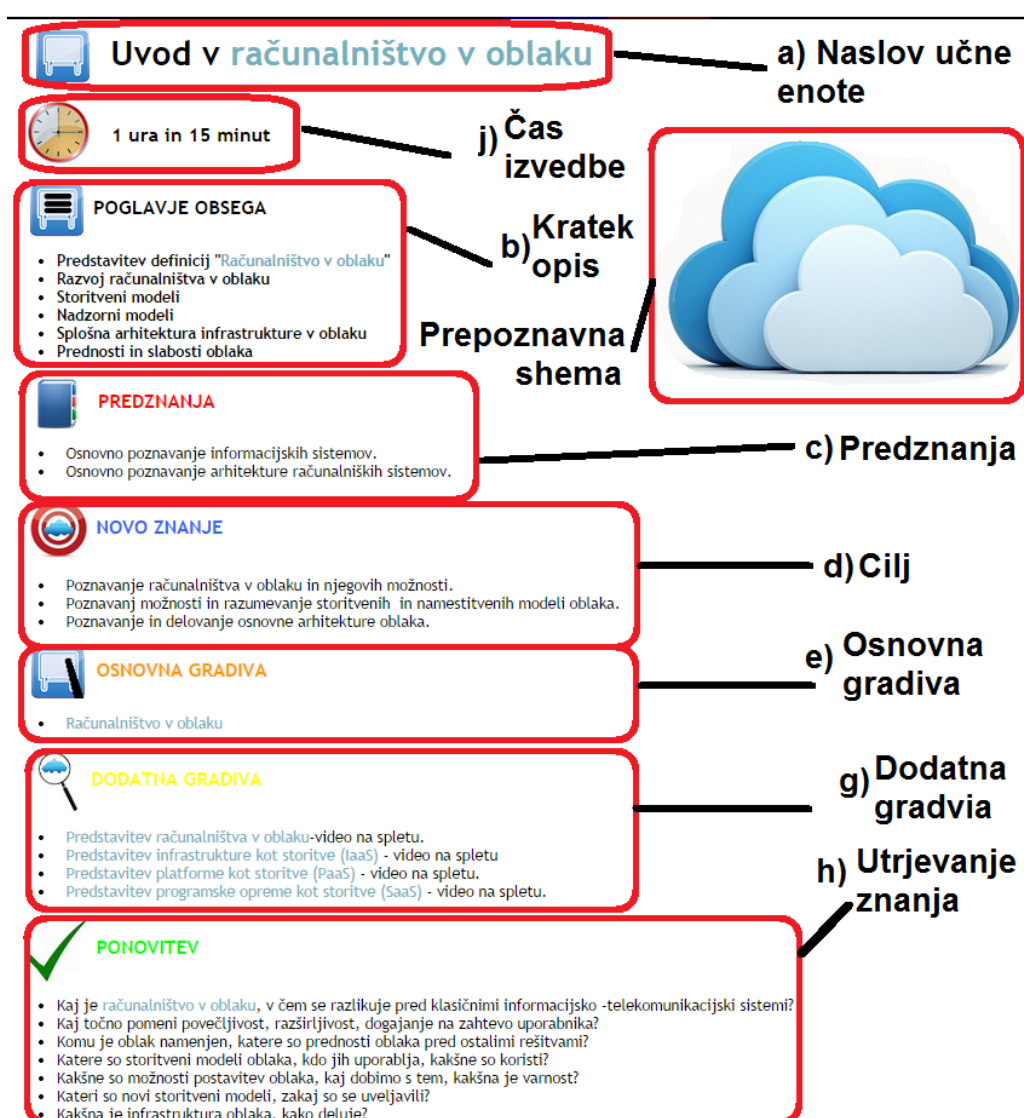 Uvod v računalništvo v oblaku
a) Naslov učne
enote
1 ura in 15 minut
j) Čas
izvedbe
POGLAVJE OBSEGA
• Predstavitev definicij "Računalništvo v oblaku"
• Razvoj računalništva v oblaku
• Storitveni modeli
• Nadzorni modeli
• Splošna arhitektura infrastrukture v oblaku
• Prednosti in slabosti oblaka
b) Kratek
opis
Prepoznavna
shema
PREDZNANJA
• Osnovno poznavanje informacijskih sistemov.
• Osnovno poznavanje arhitekture računalniških sistemov.
c) Predznanja
NOVO ZNANJE
• Poznavanje računalništva v oblaku in njegovih možnosti.
• Poznavanj možnosti in razumevanje storitvenih in namestitvenih modeli oblaka.
• Poznavanje in delovanje osnovne arhitekture oblaka.
d) Cilj
OSNOVNA GRADIVA
• Računalništvo v oblaku
e) Osnovna
gradiva
DODATNA GRADIVA
• Predstavitev računalništva v oblaku-video na spletu.
• Predstavitev infrastrukture kot storitve (IaaS) - video na spletu
• Predstavitev platforme kot storitve (PaaS) - video na spletu.
• Predstavitev programske opreme kot storitve (SaaS) - video na spletu.
g) Dodatna
gradvia
h) Utrjevanje
znanja
PONOVITEV
• Kaj je računalništvo v oblaku, v čem se razlikuje pred klasičnimi informacijsko -telekomunikacijski sistemi?
• Kaj točno pomeni povečljivost, razširljivost, dogajanje na zahtevo uporabnika?
• Komu je oblak namenjen, katere so prednosti oblaka pred ostalimi rešitvami?
• Katere so storitveni modeli oblaka, kdo jih uporablja, kakšne so koristi?
• Kakšne so možnosti postavitev oblaka, kaj dobimo s tem, kakšna je varnost?
• Kateri so novi storitveni modeli, zakaj so se uveljavili?
• Kakšna je infrastruktura oblaka, kako deluje?